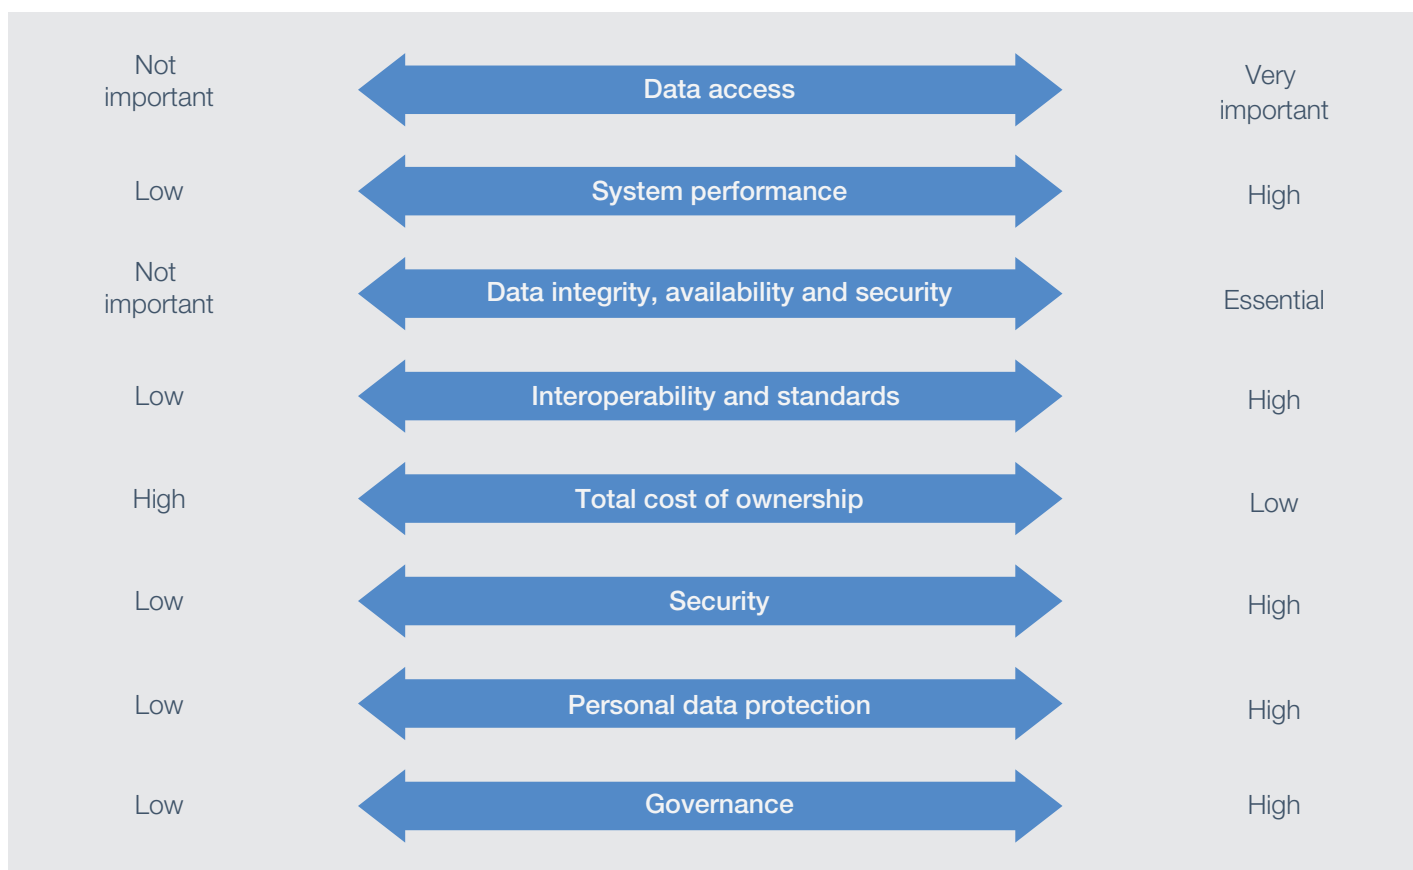 Not
important
Data access
Very
important
Low
System performance
High
Not
important
Data integrity, availability and security
Essential
Low
Interoperability and standards
High
High
Total cost of ownership
Low
Low
Security
High
Low
Personal data protection
High
Low
Governance
High